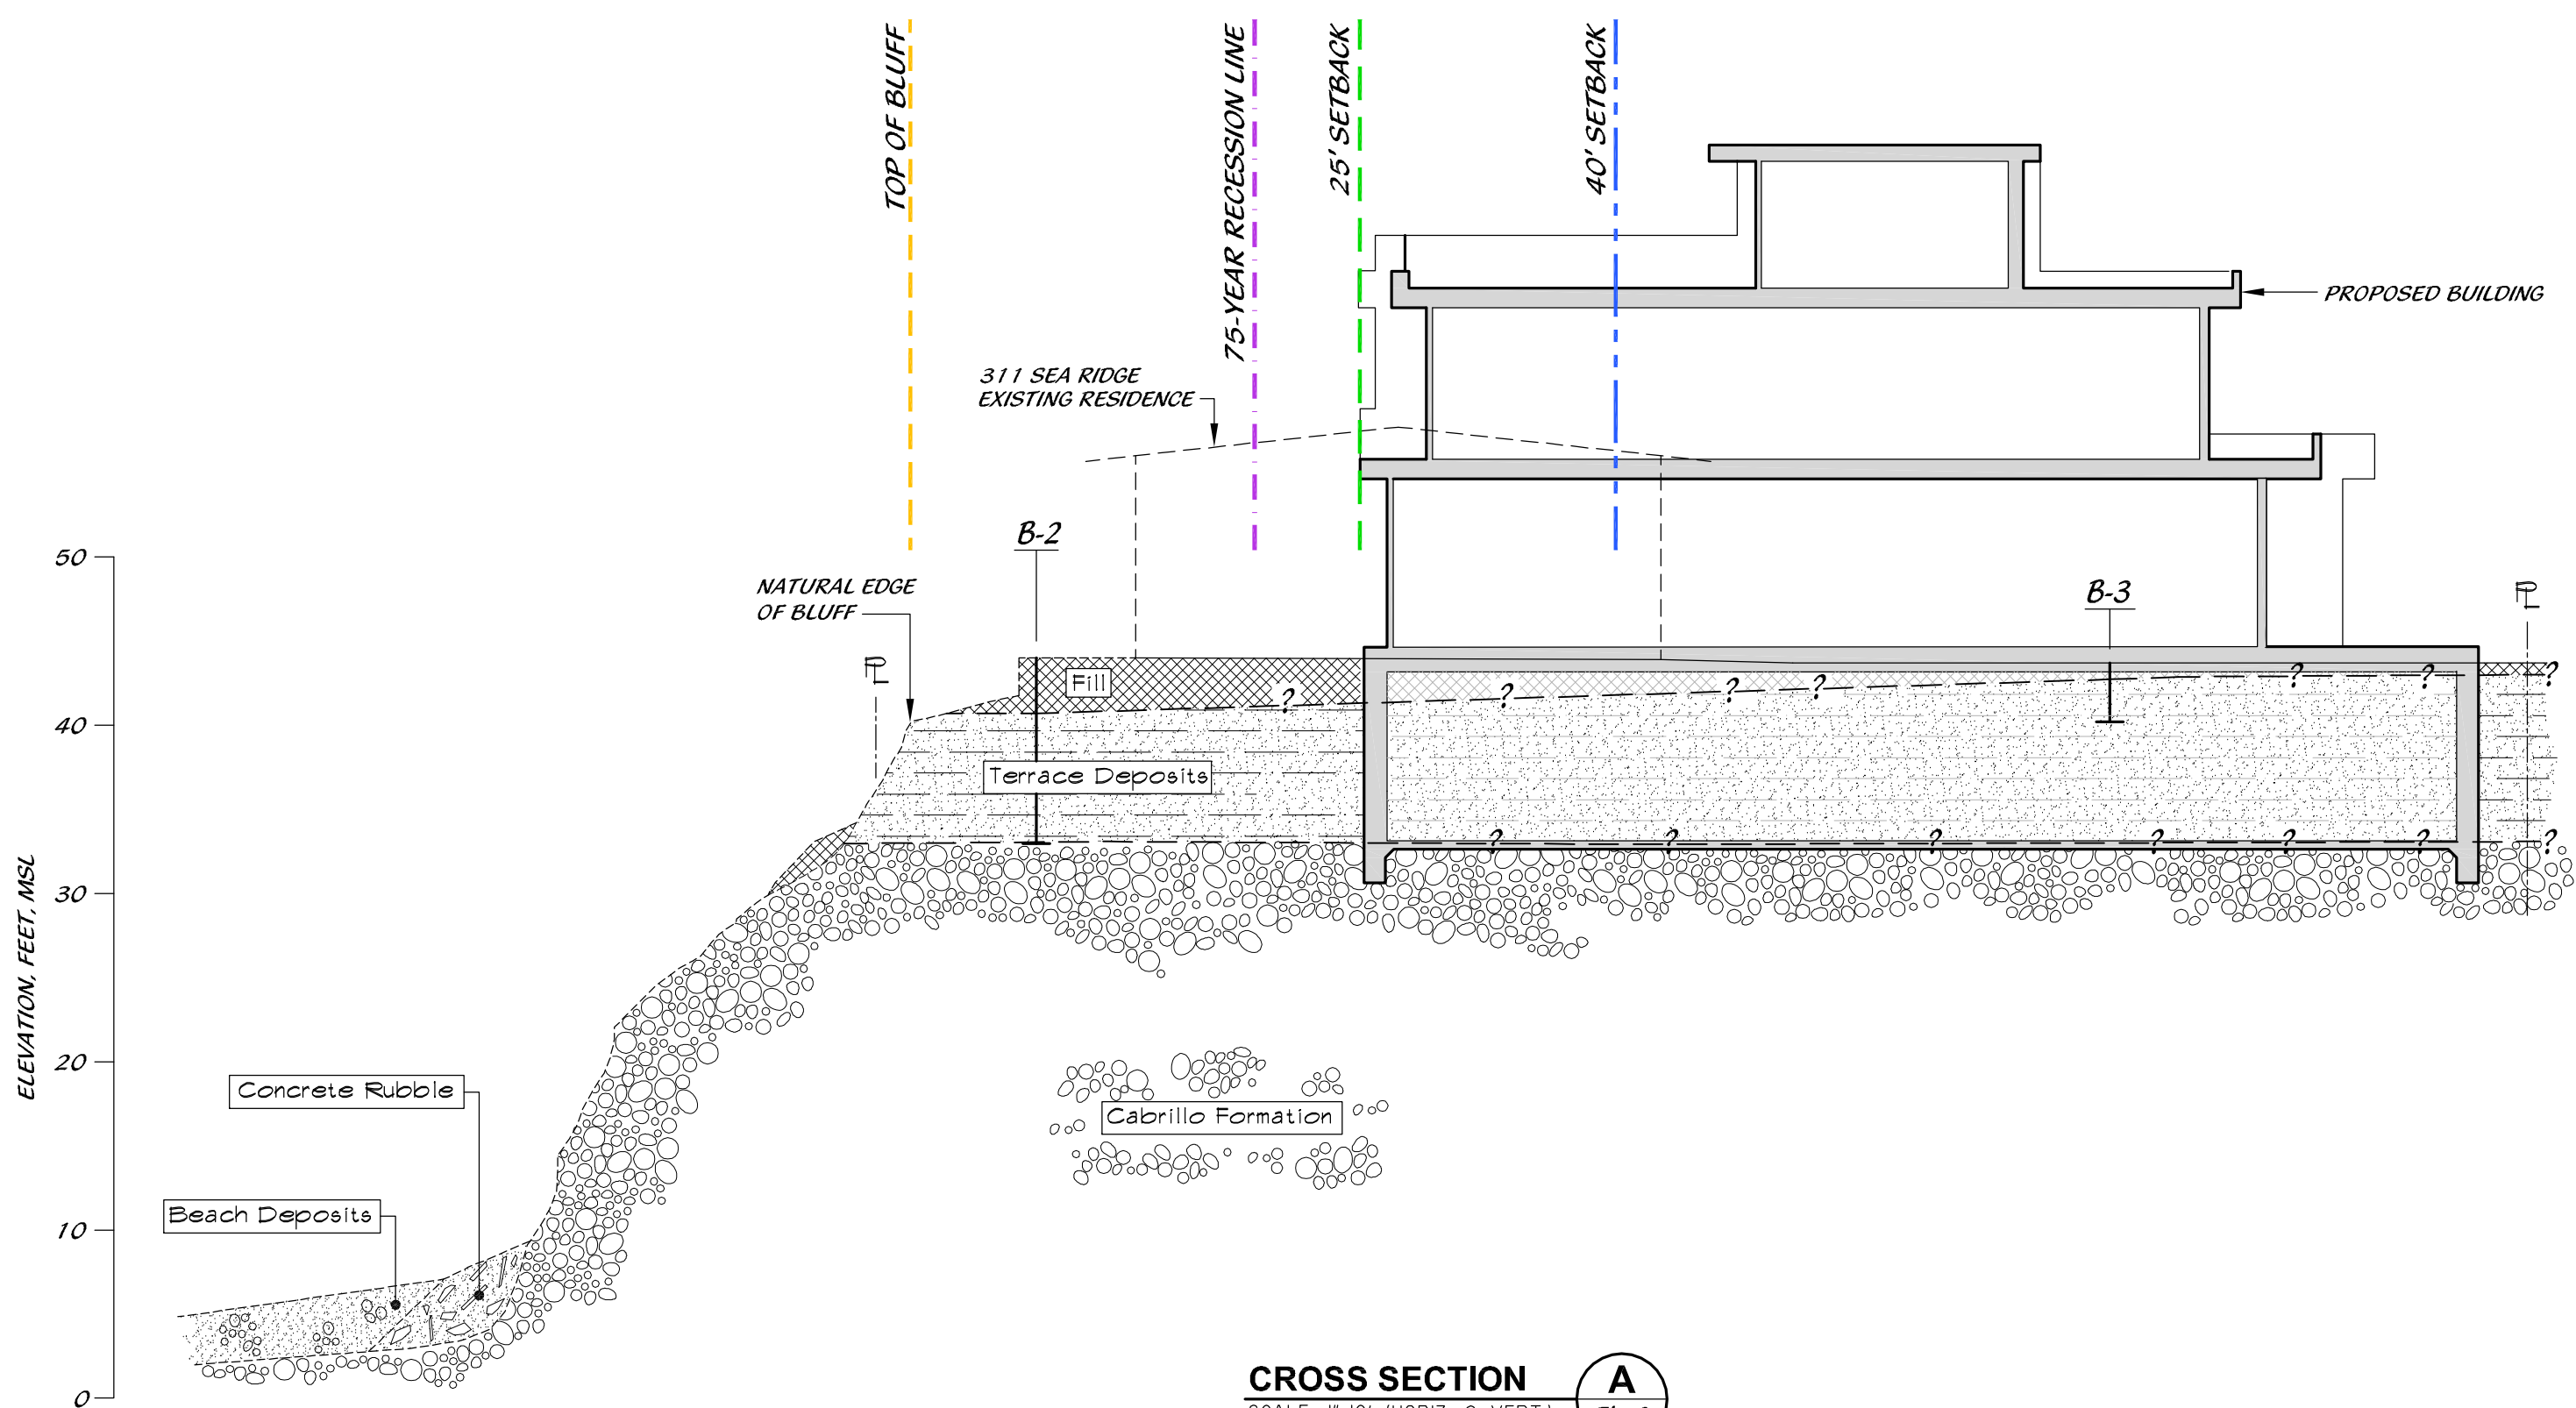 TOP OF BLUFF
75-YEAR RECESSION LINE
25' SETBACK
40' SETBACK
PROPOSED BUILDING
311 SEA RIDGE
EXISTING RESIDENCE
B-2
50
NATURAL EDGE
OF BLUFF
B-3
PL
PL
Fill
?
?
?
?
?
?
?
40
Terrace Deposits
?
?
?
?
?
?
?
ELEVATION, FEET, MSL
30
20
Concrete Rubble
Cabrillo Formation
Beach Deposits
10
0
CROSS SECTION
A